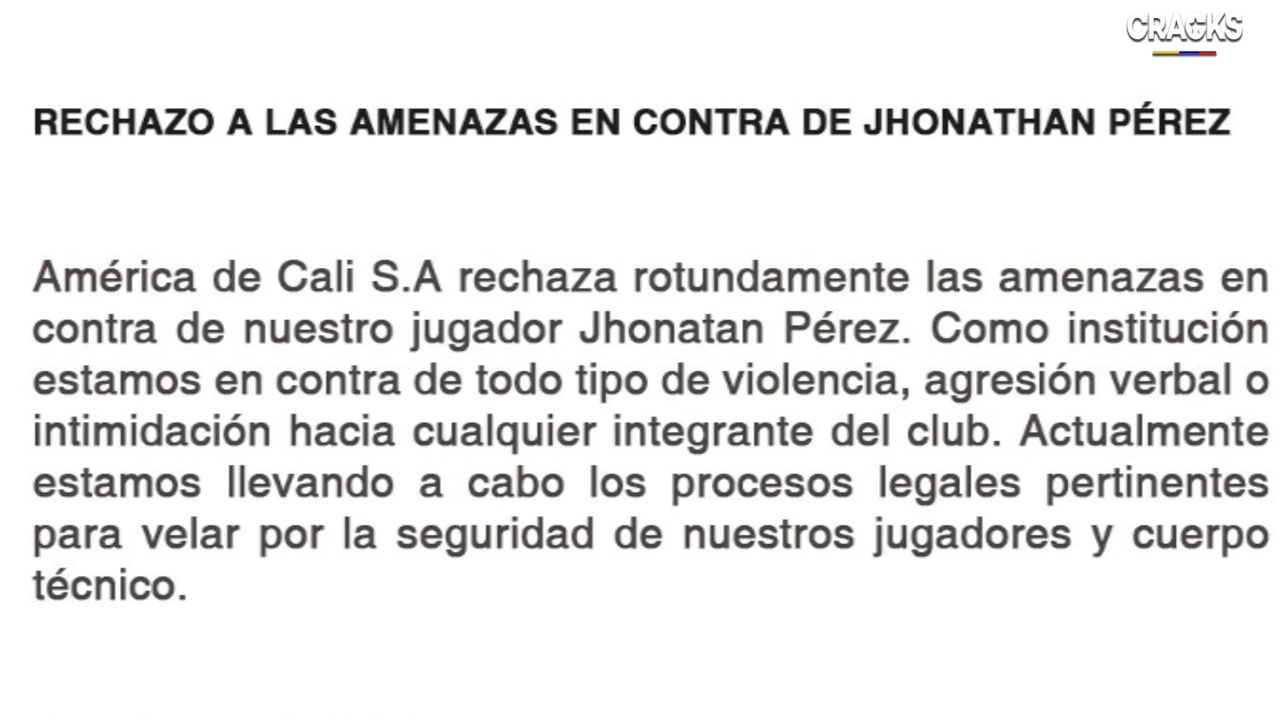 CRACKS
RECHAZO A LAS AMENAZAS EN CONTRA DE JHONATHAN PÉREZ
América de Cali S.A rechaza rotundamente las amenazas en
contra de nuestro jugador Jhonatan Pérez. Como institución
estamos en contra de todo tipo de violencia, agresión verbal o
intimidación hacia cualquier integrante del club. Actualmente
estamos llevando a cabo los procesos legales pertinentes
para velar por la seguridad de nuestros jugadores y cuerpo
técnico.